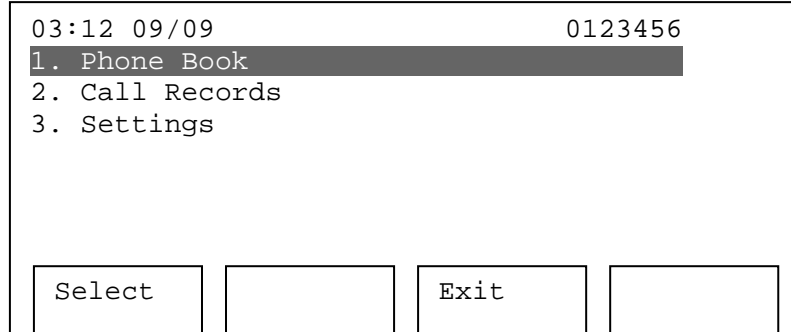 03:12 09/09 0123456
1. Phone Book
2. Call Records
3. Settings
Select Exit